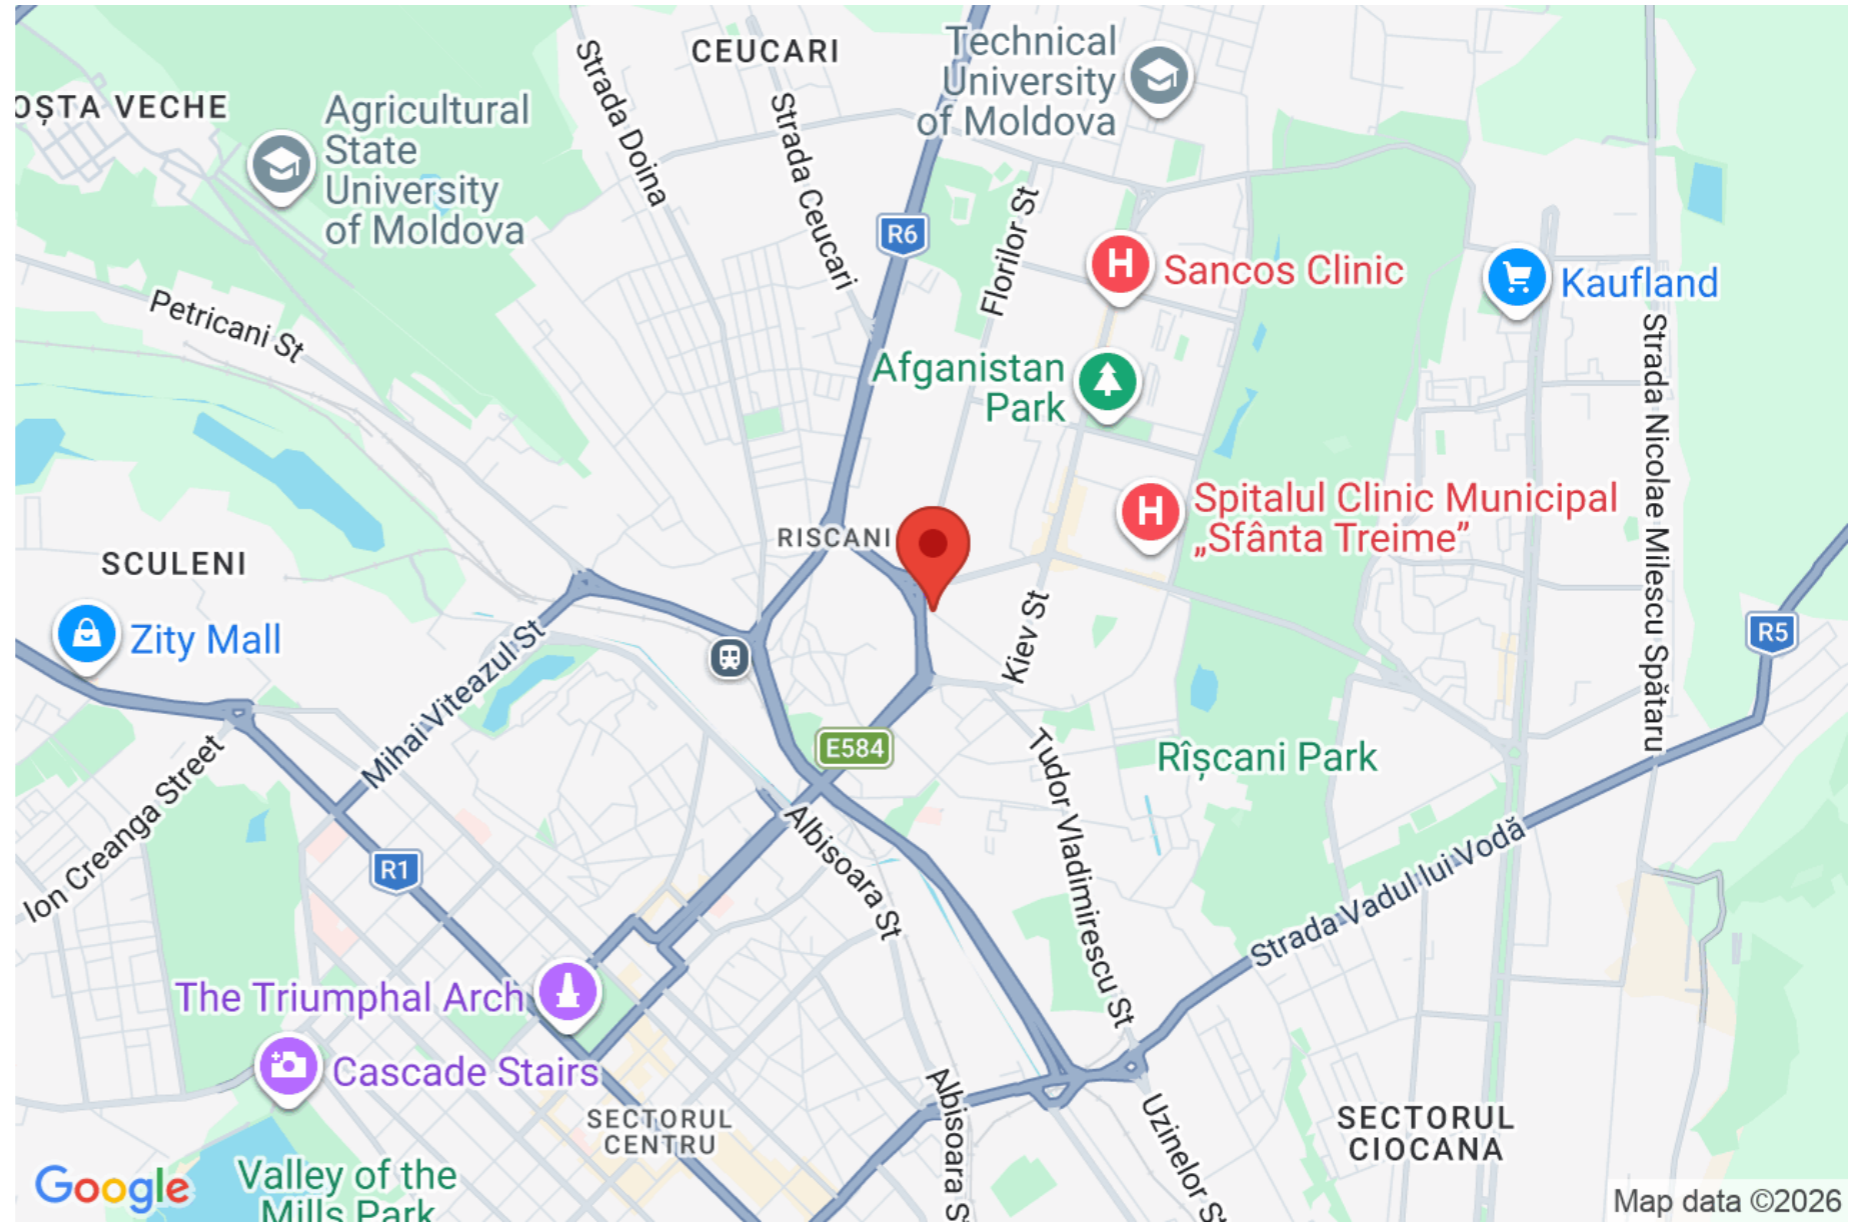 CEUCARI
Technical
University
of Moldova
OȘTA VECHE
Agricultural
State
University
of Moldova
Strada Doina
Strada Ceucari
R6
Florilor St
Sancos Clinic
Kaufland
Petricani St
Afganistan
Park
Strada Nicolae Milescu Spătaru
Spitalul Clinic Municipal
„Sfânta Treime”
RISCANI
SCULENI
Zity Mall
Mihai Viteazul St
Kiev St
R5
Ion Creanga Street
E584
Rîșcani Park
Tudor Vladimirescu St
Albisoara St
R1
Strada Vadul lui Vodă
The Triumphal Arch
Cascade Stairs
SECTORUL
CENTRU
Albisoara S
Uzinelor St
SECTORUL
CIOCANA
Valley of the
Mills Park
Google
Map data ©2026